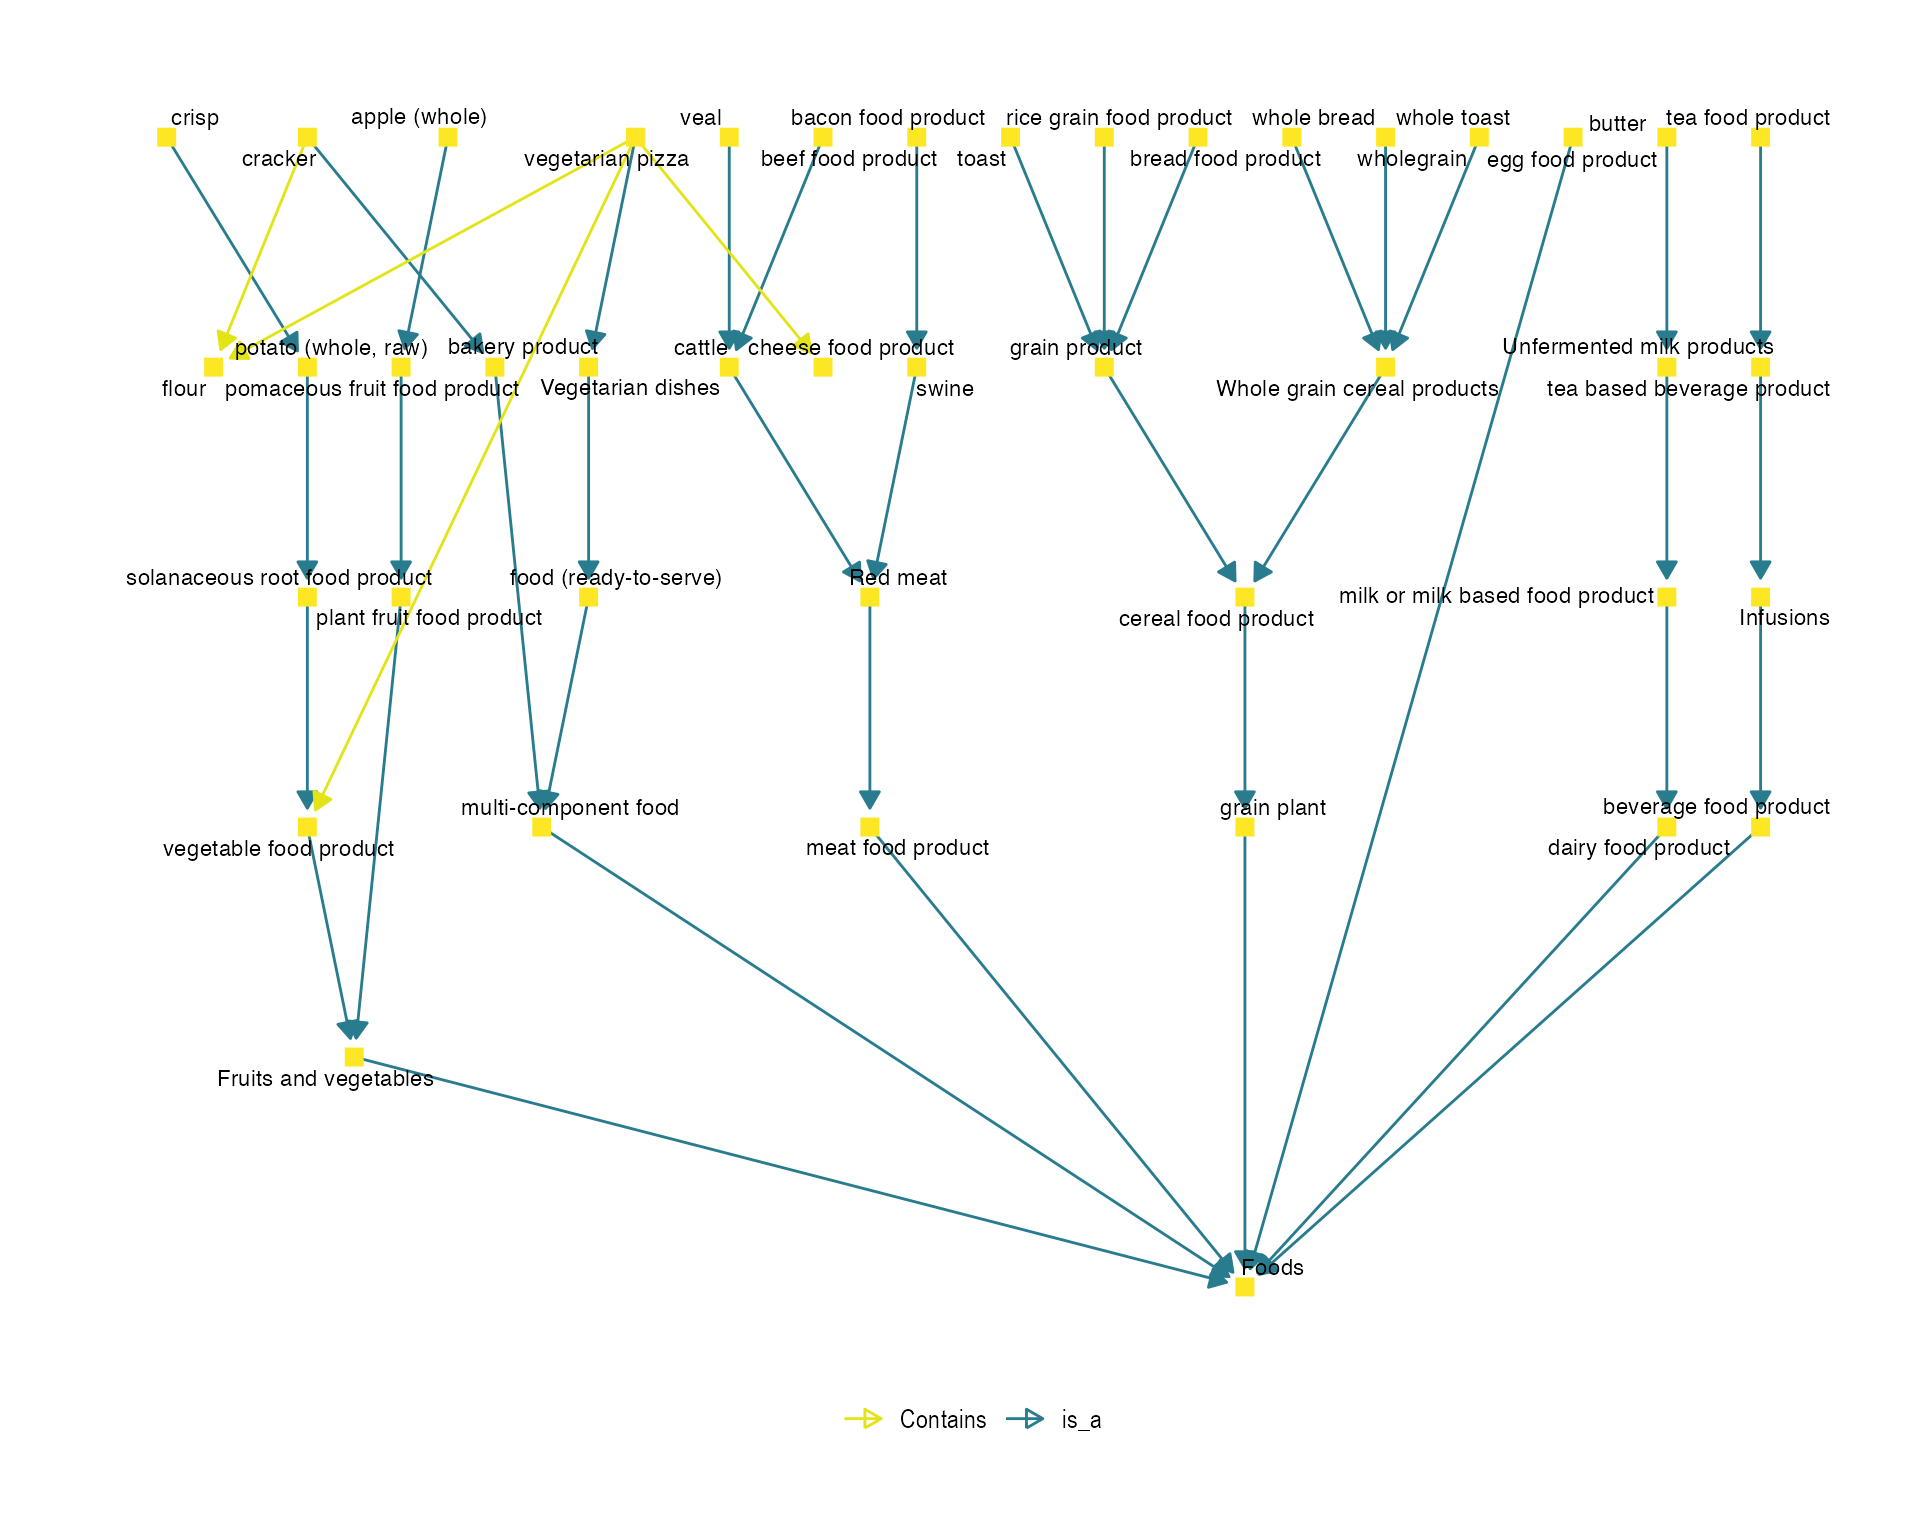 crisp
apple (whole)
veal
bacon food product
rice grain food product
whole bread
whole toast
butter
tea food product
cracker
vegetarian pizza
beef food product
toast
bread food product
wholegrain
egg food product
potato (whole, raw)
bakery product
cattle
cheese food product
grain product
Unfermented milk products
flour
pomaceous fruit food product
Vegetarian dishes
swine
Whole grain cereal products
tea based beverage product
solanaceous root food product
food (ready-to-serve)
Red meat
milk or milk based food product
plant fruit food product
cereal food product
Infusions
multi-component food
grain plant
beverage food product
vegetable food product
meat food product
dairy food product
Fruits and vegetables
Foods
Contains
is_a